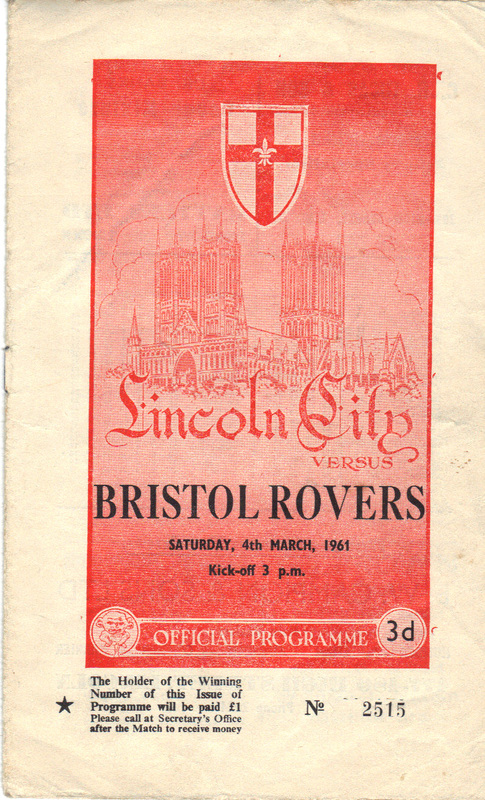 Lincoln City
VERSUS
BRISTOL ROVERS
SATURDAY, 4th MARCH, 1961
Kick-off 3 p.m.
OFFICIAL PROGRAMME 3d
The Holder of the Winning
Number of this Issue of
★ Programme will be paid £1
Please call at Secretary's Office
after the Match to receive money
Nº 2515